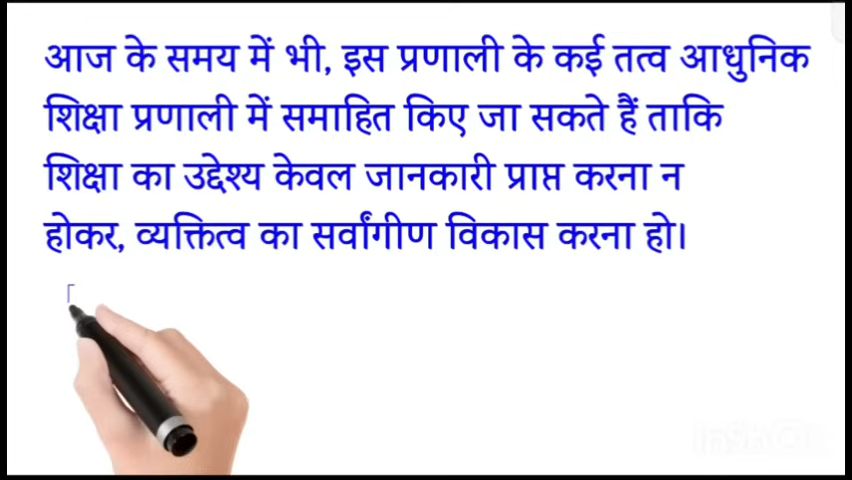 आज के समय में भी, इस प्रणाली के कई तत्व आधुनिक
शिक्षा प्रणाली में समाहित किए जा सकते हैं ताकि
शिक्षा का उद्देश्य केवल जानकारी प्राप्त करना न
होकर, व्यक्तित्व का सर्वांगीण विकास करना हो।